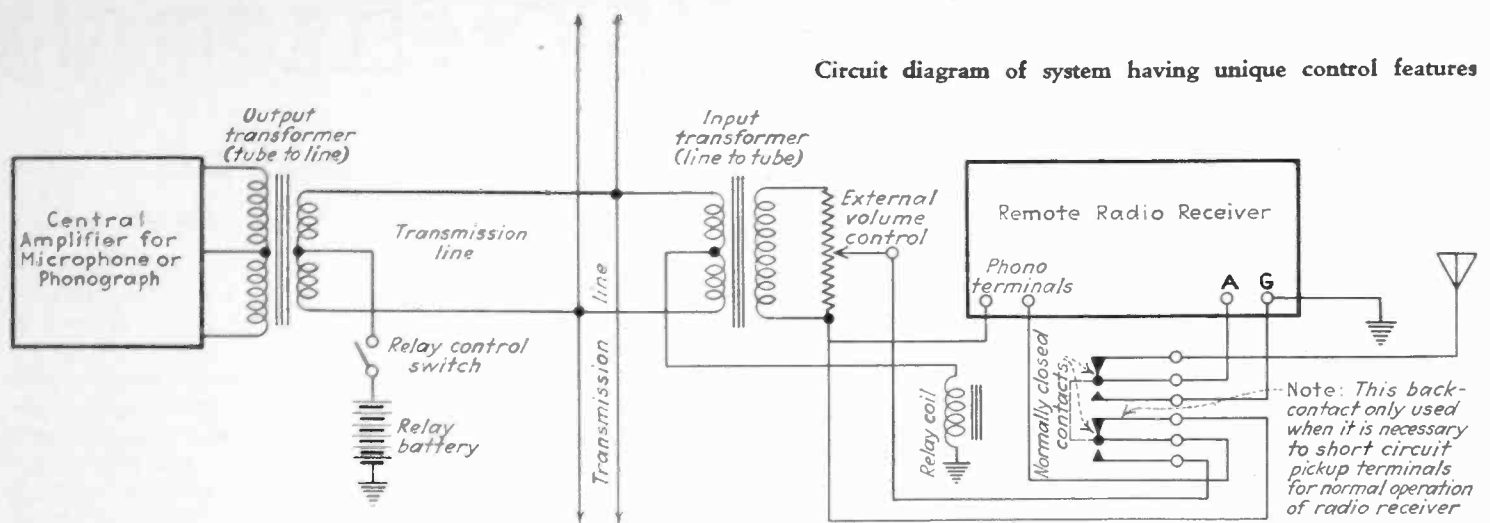 Circuit diagram of system having unique control features
Output
transformer
(tube to line)
Input
transformer
(line to tube)
Central
Amplifier for
Microphone or
Phonograph
Transmission
line
External
volume
control
Remote Radio Receiver
Phono
terminals
A
G
Relay control
switch
Relay
battery
Transmission line
Relay coil
Normally closed
contacts
Note: This back-
contact only used
when it is necessary
to short circuit
pickup terminals
for normal operation
of radio receiver